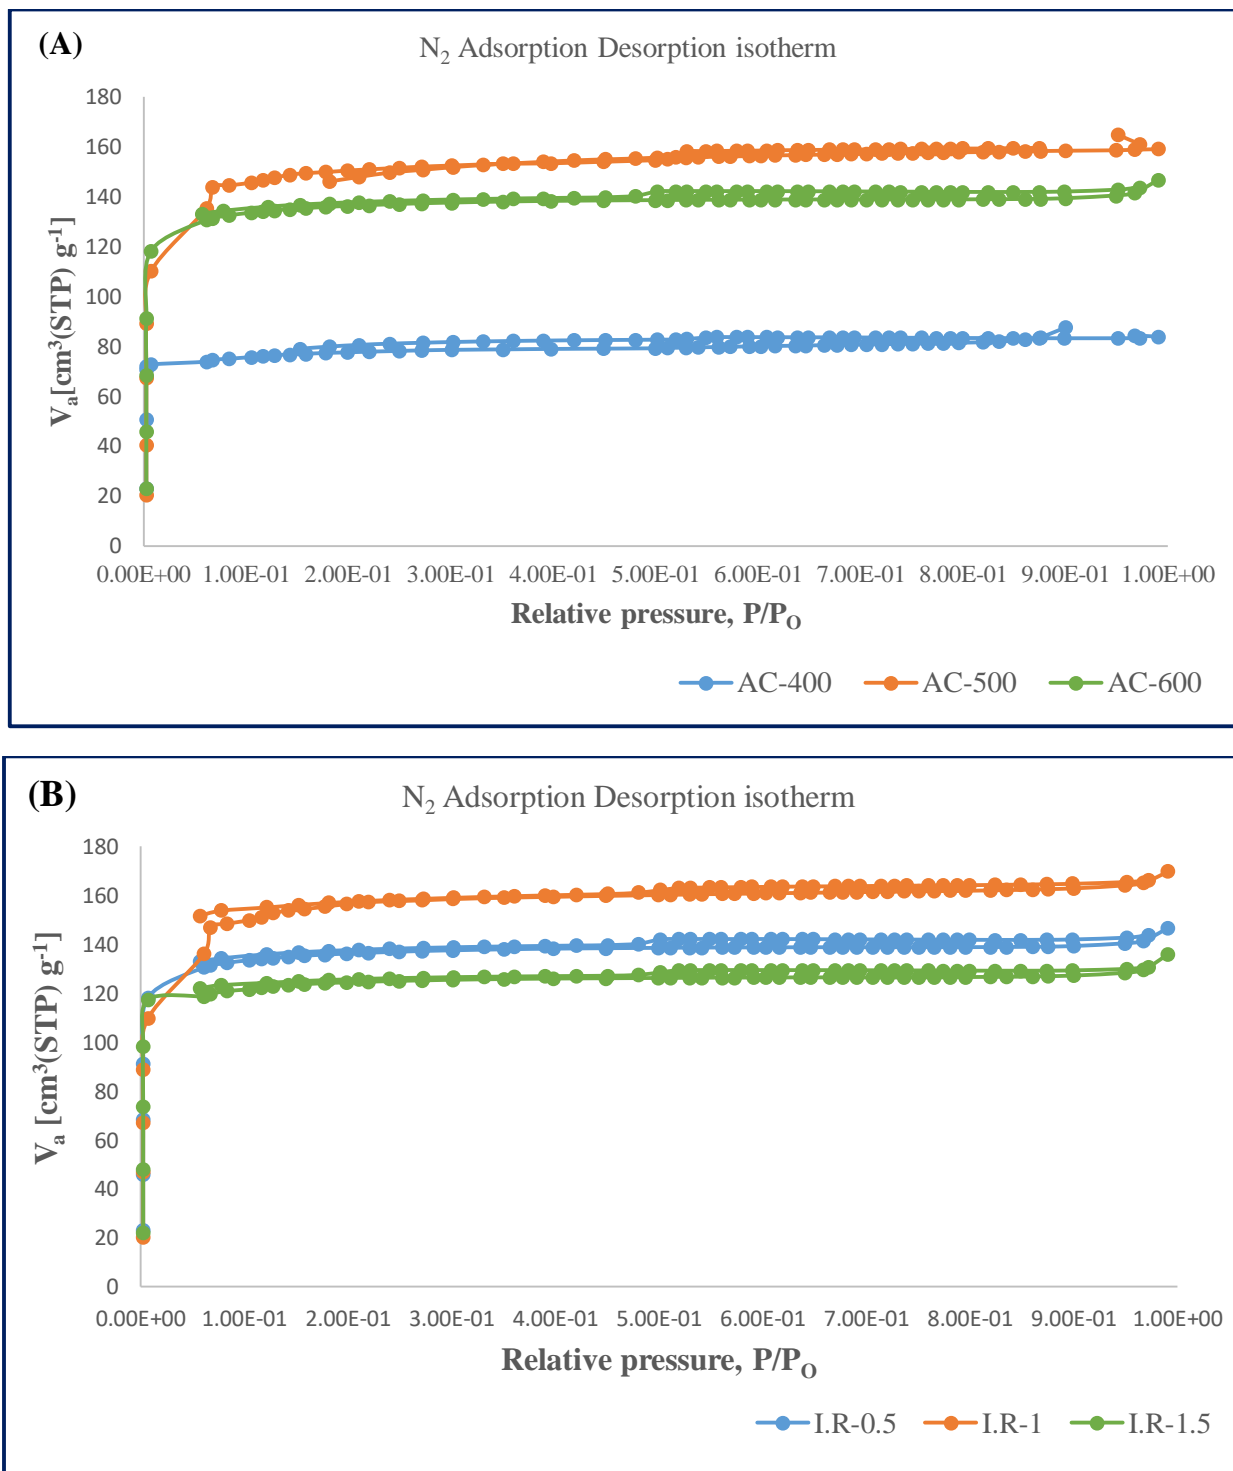 (A)
N₂ Adsorption Desorption isotherm
180
160
140
120
100
80
60
40
20
0
Vₐ[cm³(STP) g⁻¹
0.00E+00 1.00E-01 2.00E-01 3.00E-01 4.00E-01 5.00E-01 6.00E-01 7.00E-01 8.00E-01 9.00E-01 1.00E+00
Relative pressure, P/P_O
AC-400 AC-500 AC-600
(B)
N₂ Adsorption Desorption isotherm
180
160
140
120
100
80
60
40
20
0
Vₐ [cm³(STP) g⁻¹
0.00E+00 1.00E-01 2.00E-01 3.00E-01 4.00E-01 5.00E-01 6.00E-01 7.00E-01 8.00E-01 9.00E-01 1.00E+00
Relative pressure, P/P_O
I.R-0.5 I.R-1 I.R-1.5